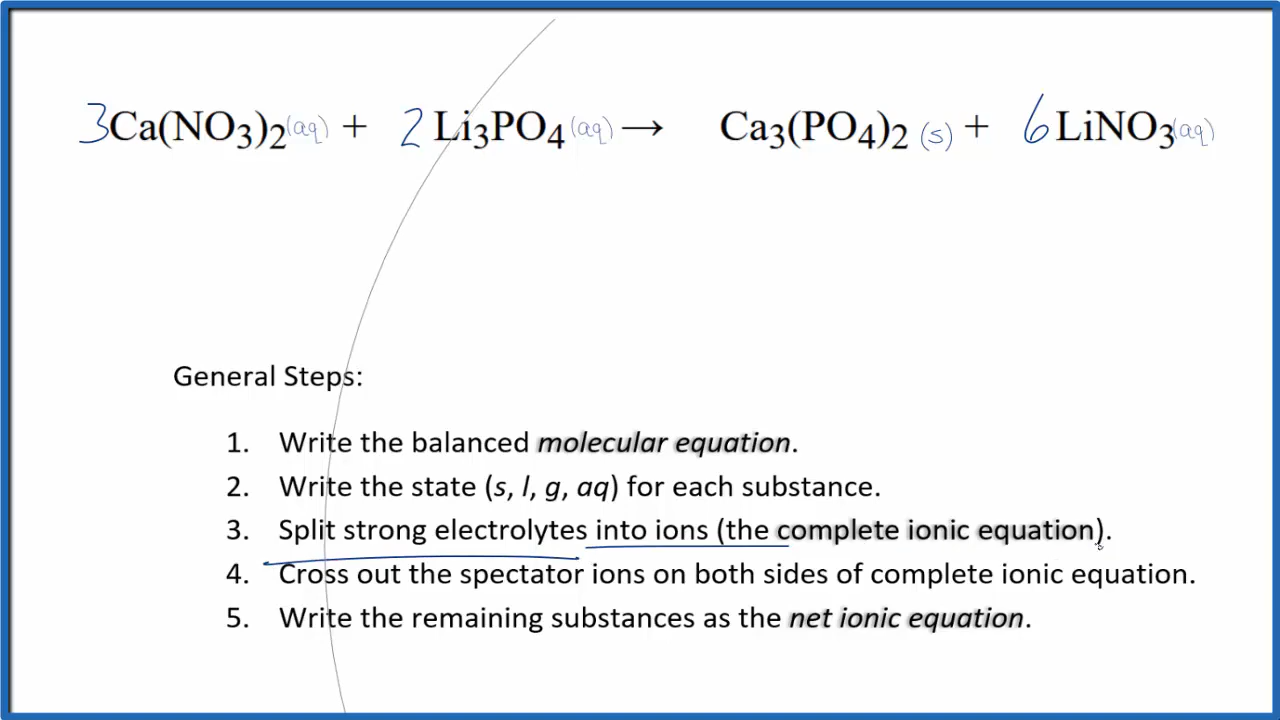 3Ca(NO₃)₂(aq) + 2Li₃PO₄(aq) → Ca₃(PO₄)₂(s) + 6LiNO₃(aq)
General Steps:
1. Write the balanced molecular equation.
2. Write the state (s, l, g, aq) for each substance.
3. Split strong electrolytes into ions (the complete ionic equation).
4. Cross out the spectator ions on both sides of complete ionic equation.
5. Write the remaining substances as the net ionic equation.